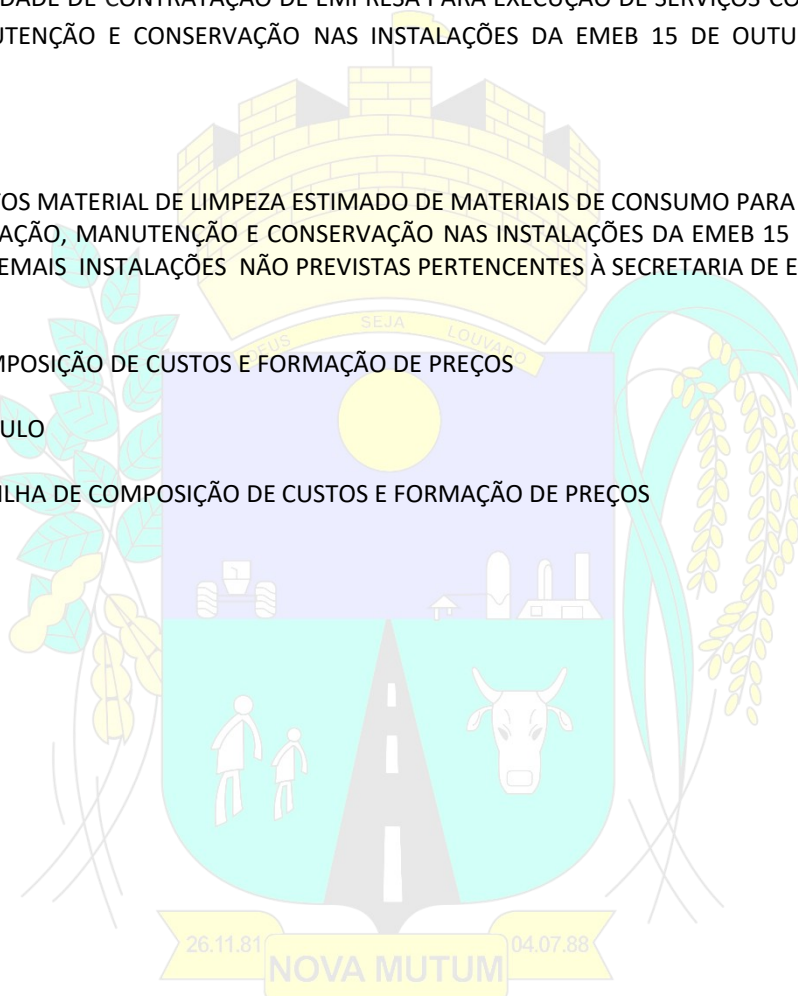 DADE DE CONTRATAÇÃO DE EMPRESA PARA EXECUÇÃO DE SERVIÇOS CO
UTENÇÃO E CONSERVAÇÃO NAS INSTALAÇÕES DA EMEB 15 DE OUTU
TOS MATERIAL DE LIMPEZA ESTIMADO DE MATERIAIS DE CONSUMO PARA
AÇÃO, MANUTENÇÃO E CONSERVAÇÃO NAS INSTALAÇÕES DA EMEB 15
EMAIS INSTALAÇÕES NÃO PREVISTAS PERTENCENTES À SECRETARIA DE E
DEUS SEJA LOUVADO
MPOSIÇÃO DE CUSTOS E FORMAÇÃO DE PREÇOS
ULO
ILHA DE COMPOSIÇÃO DE CUSTOS E FORMAÇÃO DE PREÇOS
26.11.81 NOVA MUTUM 04.07.88